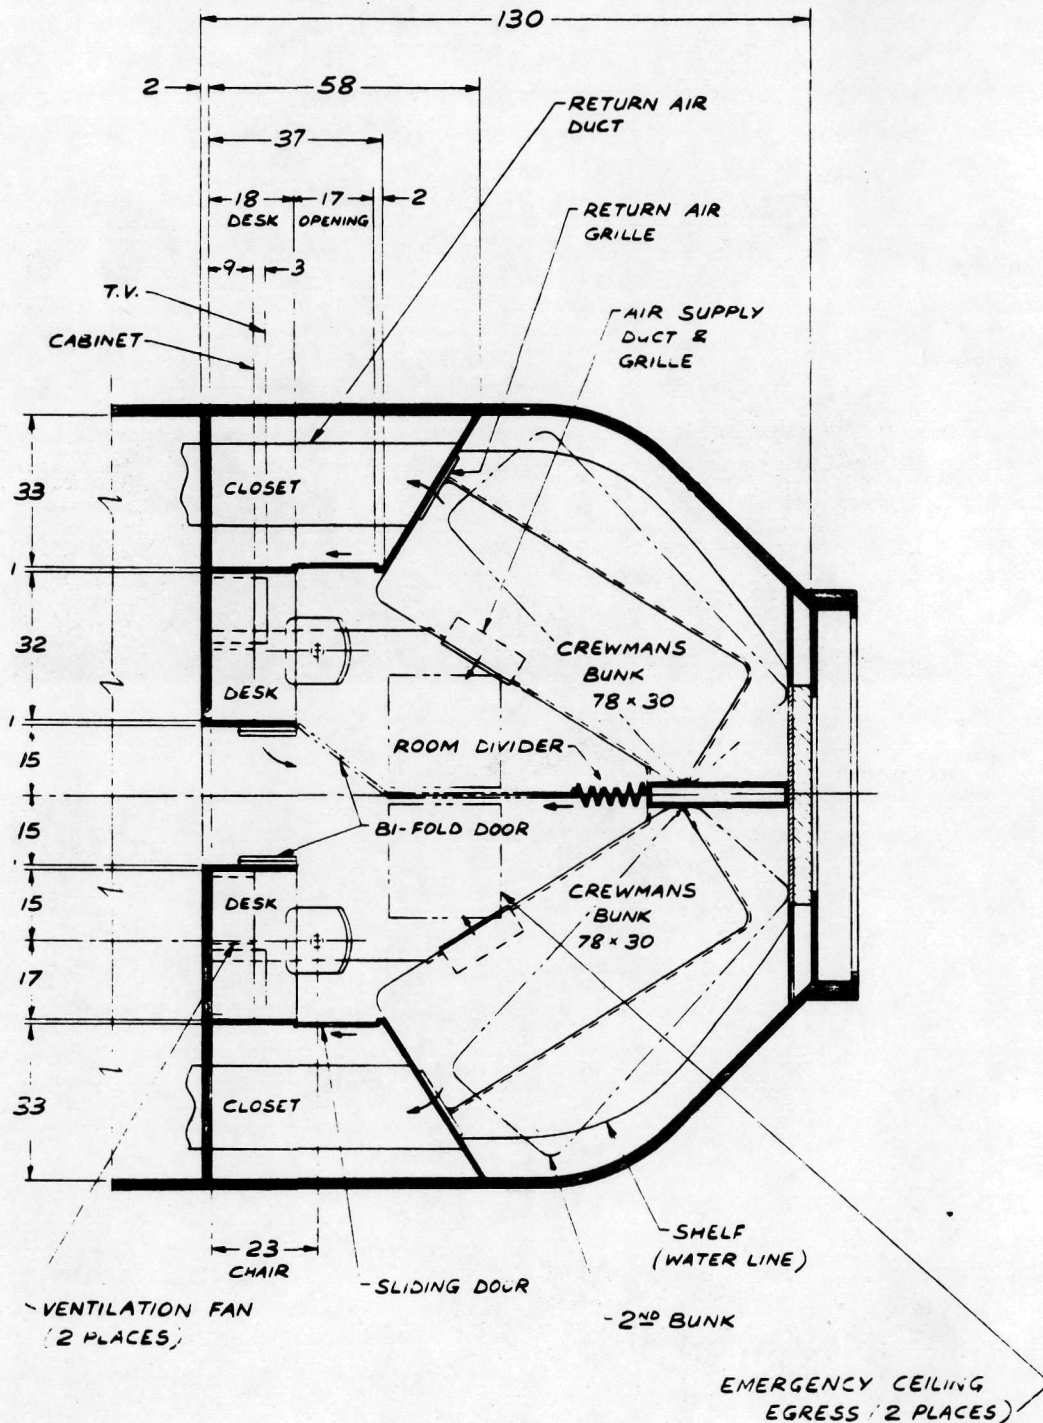 130
2
58
37
18
DESK
17
OPENING
2
9
3
T.V.
CABINET
RETURN AIR
DUCT
RETURN AIR
GRILLE
AIR SUPPLY
DUCT &
GRILLE
33
CLOSET
1
32
DESK
CREWMANS
BUNK
78 × 30
1
15
ROOM DIVIDER
15
BI-FOLD DOOR
15
DESK
CREWMANS
BUNK
78 × 30
17
33
CLOSET
23
CHAIR
SLIDING DOOR
SHELF
(WATER LINE)
VENTILATION FAN
(2 PLACES)
2ND BUNK
EMERGENCY CEILING
EGRESS (2 PLACES)